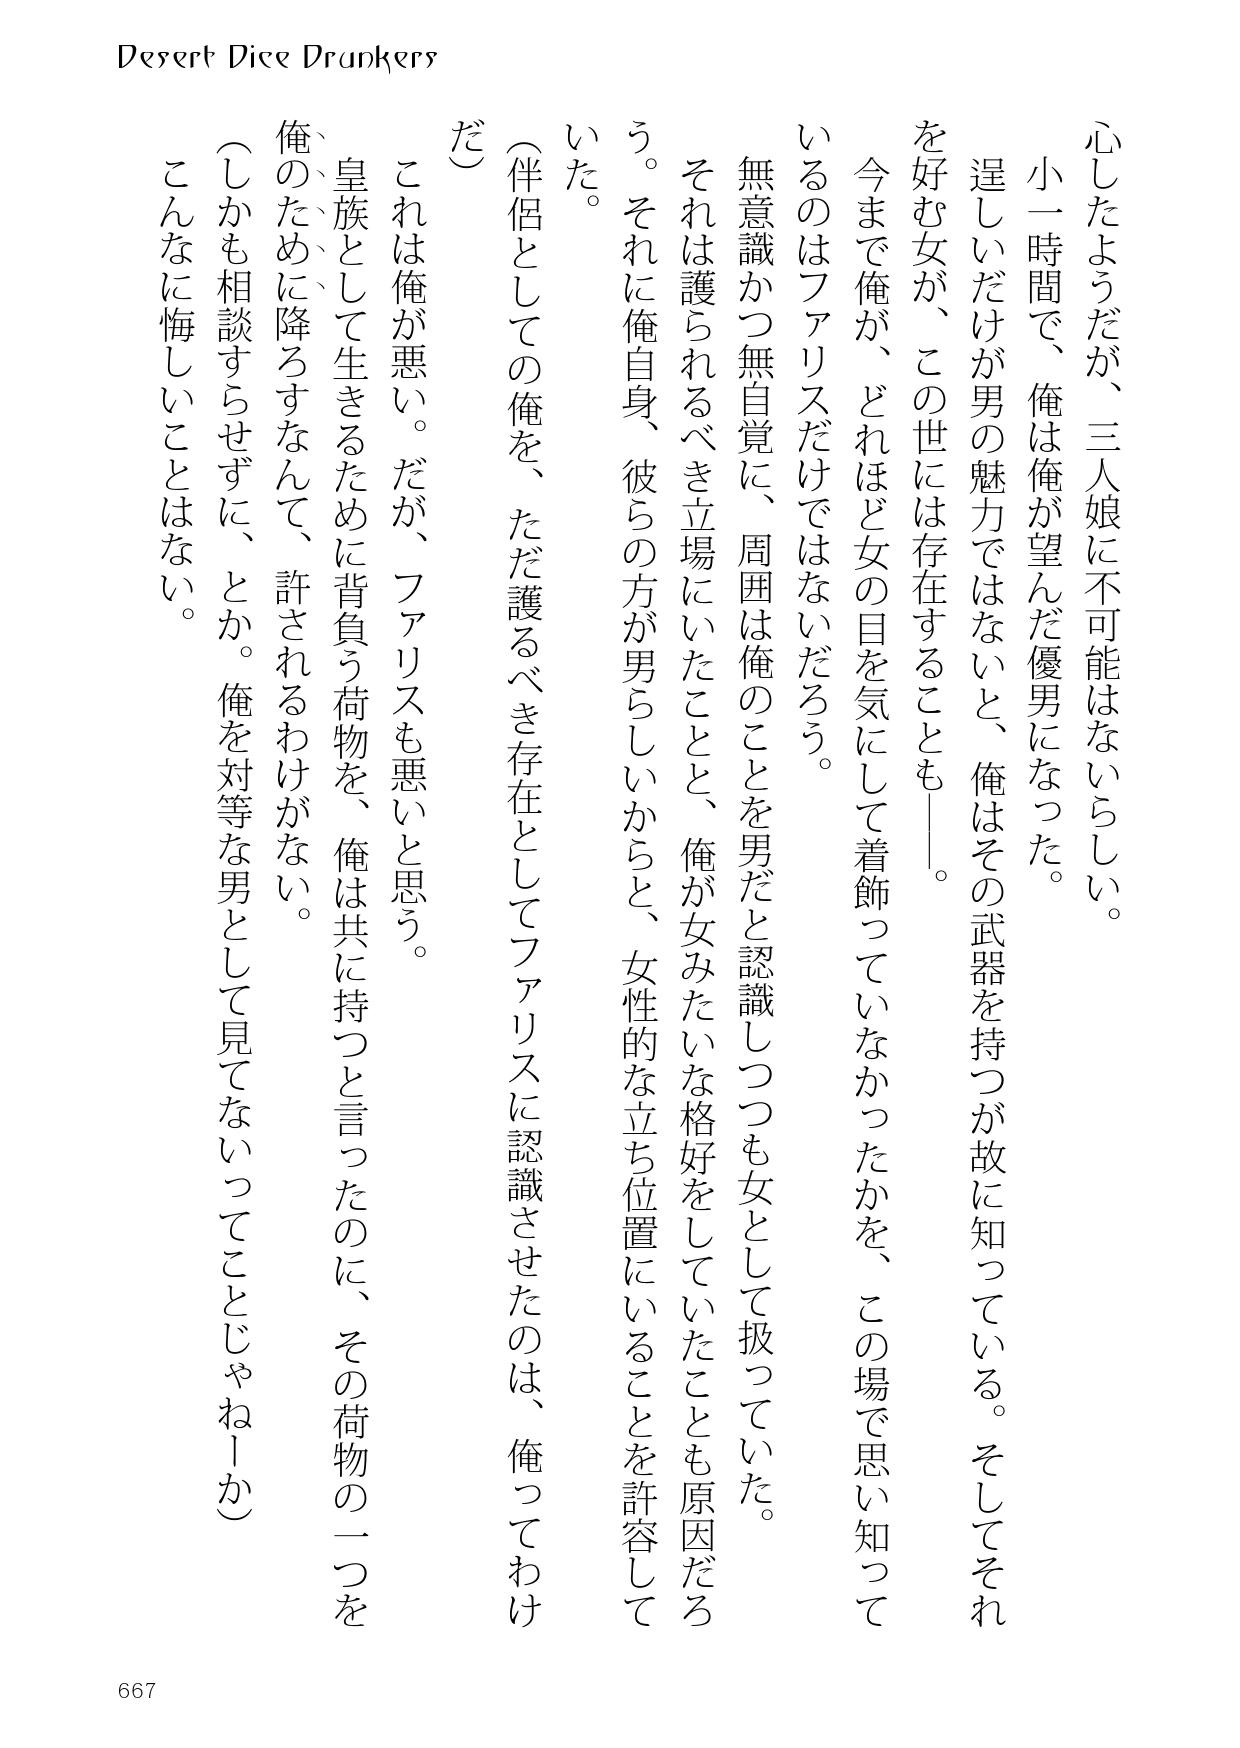 Desert Dice Drunkers
心したようだが、三人娘に不可能はないらしい。
　小一時間で、俺は俺が望んだ優男になった。
　逞しいだけが男の魅力ではないと、俺はその武器を持つが故に知っている。そしてそれ
を好む女が、この世には存在することも――。
　今まで俺が、どれほど女の目を気にして着飾っていなかったかを、この場で思い知って
いるのはファリスだけではないだろう。
　無意識かつ無自覚に、周囲は俺のことを男だと認識しつつも女として扱っていた。
　それは護られるべき立場にいたことと、俺が女みたいな格好をしていたことも原因だろ
う。それに俺自身、彼らの方が男らしいからと、女性的な立ち位置にいることを許容して
いた。
（伴侶としての俺を、ただ護るべき存在としてファリスに認識させたのは、俺ってわけ
だ）
　これは俺が悪い。だが、ファリスも悪いと思う。
　皇族として生きるために背負う荷物を、俺は共に持つと言ったのに、その荷物の一つを
俺のために降ろすなんて、許されるわけがない。
（しかも相談すらせずに、とか。俺を対等な男として見てないってことじゃねーか）
　こんなに悔しいことはない。
667